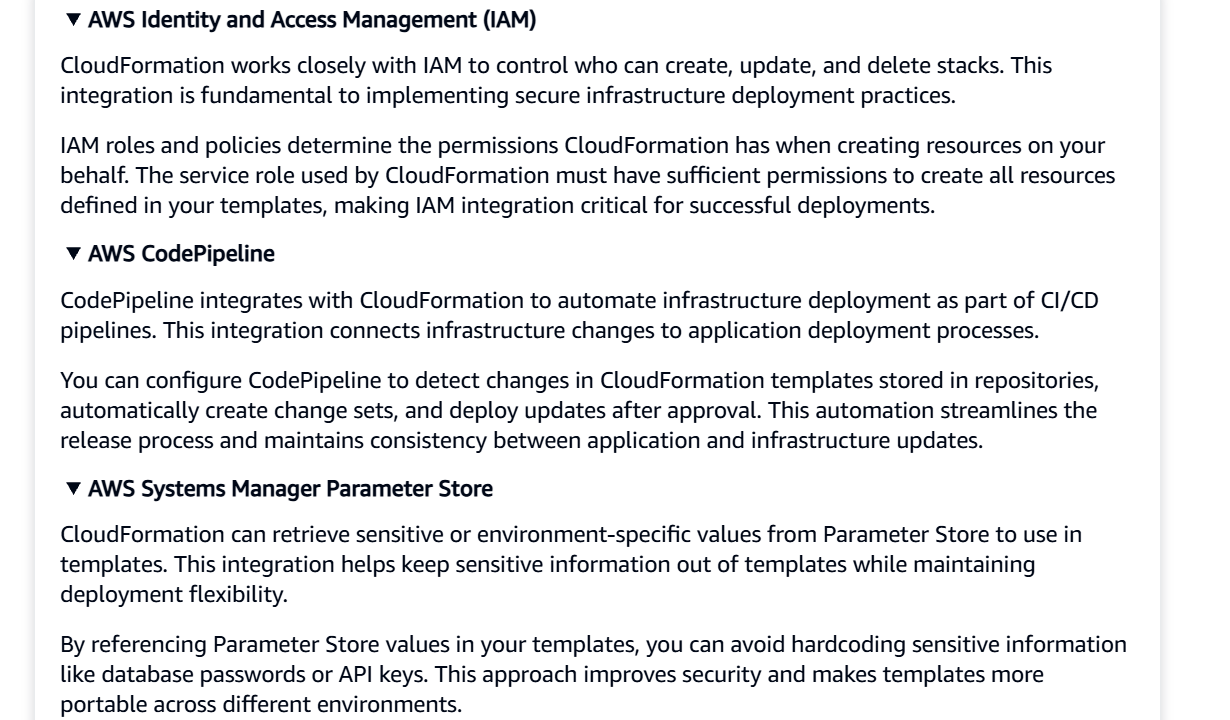 ▼ AWS Identity and Access Management (IAM)
CloudFormation works closely with IAM to control who can create, update, and delete stacks. This
integration is fundamental to implementing secure infrastructure deployment practices.
IAM roles and policies determine the permissions CloudFormation has when creating resources on your
behalf. The service role used by CloudFormation must have sufficient permissions to create all resources
defined in your templates, making IAM integration critical for successful deployments.
▼ AWS CodePipeline
CodePipeline integrates with CloudFormation to automate infrastructure deployment as part of CI/CD
pipelines. This integration connects infrastructure changes to application deployment processes.
You can configure CodePipeline to detect changes in CloudFormation templates stored in repositories,
automatically create change sets, and deploy updates after approval. This automation streamlines the
release process and maintains consistency between application and infrastructure updates.
▼ AWS Systems Manager Parameter Store
CloudFormation can retrieve sensitive or environment-specific values from Parameter Store to use in
templates. This integration helps keep sensitive information out of templates while maintaining
deployment flexibility.
By referencing Parameter Store values in your templates, you can avoid hardcoding sensitive information
like database passwords or API keys. This approach improves security and makes templates more
portable across different environments.